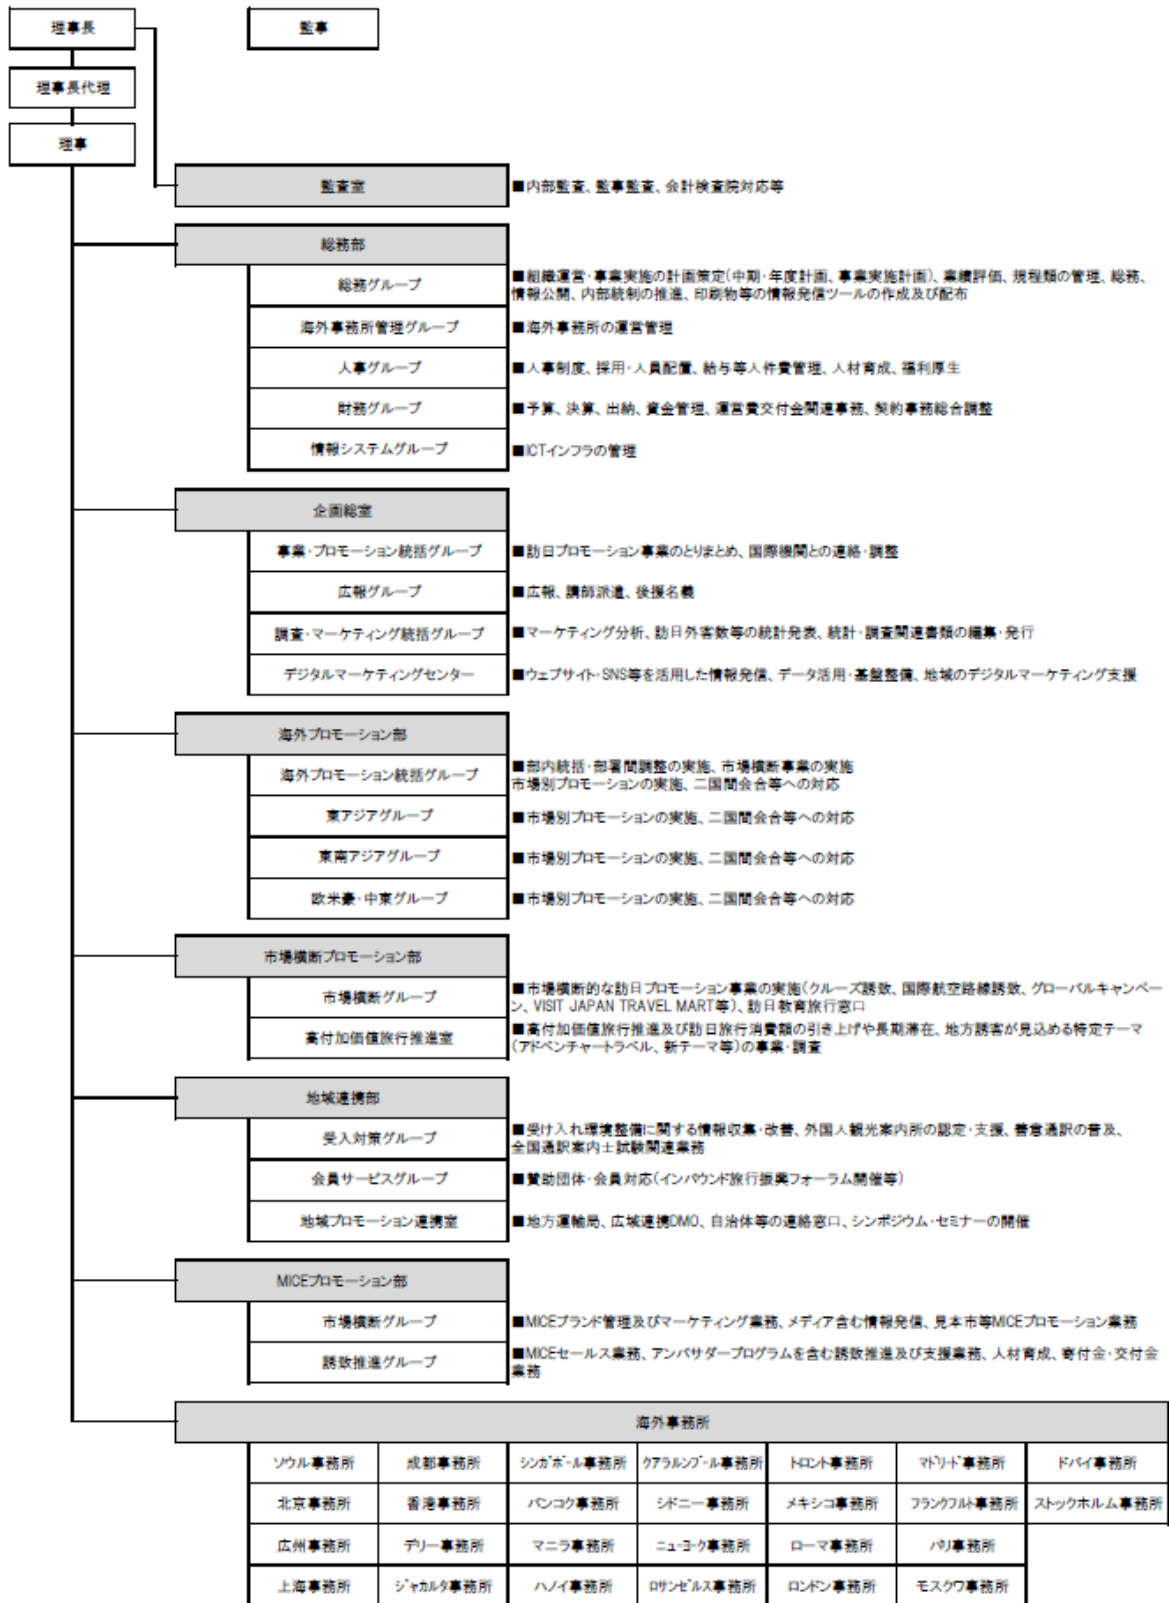 理事長
監事
理事長代理
理事
監査室
■内部監査、監事監査、会計検査院対応等
総務部
総務グループ
■組織運営・事業実施の計画策定(中期・年度計画、事業実施計画)、業績評価、規程類の管理、総務、
情報公開、内部統制の推進、印刷物等の情報発信ツールの作成及び配布
海外事務所管理グループ
■海外事務所の運営管理
人事グループ
■人事制度、採用・人員配置、給与等人件費管理、人材育成、福利厚生
財務グループ
■予算、決算、出納、資金管理、運営費交付金関連事務、契約事務総合調整
情報システムグループ
■ICTインフラの管理
企画総室
事業・プロモーション統括グループ
■訪日プロモーション事業のとりまとめ、国際機関との連絡・調整
広報グループ
■広報、講師派遣、後援名義
調査・マーケティング統括グループ
■マーケティング分析、訪日外客数等の統計発表、統計・調査関連書類の編集・発行
デジタルマーケティングセンター
■ウェブサイト・SNS等を活用した情報発信、データ活用・基盤整備、地域のデジタルマーケティング支援
海外プロモーション部
海外プロモーション統括グループ
■部内統括・部署間調整の実施、市場横断事業の実施
市場別プロモーションの実施、二国間会合等への対応
東アジアグループ
■市場別プロモーションの実施、二国間会合等への対応
東南アジアグループ
■市場別プロモーションの実施、二国間会合等への対応
欧米豪・中東グループ
■市場別プロモーションの実施、二国間会合等への対応
市場横断プロモーション部
市場横断グループ
■市場横断的な訪日プロモーション事業の実施(クルーズ誘致、国際航空路線誘致、グローバルキャンペー
ン、VISIT JAPAN TRAVEL MART等)、訪日教育旅行窓口
高付加価値旅行推進室
■高付加価値旅行推進及び訪日旅行消費額の引き上げや長期滞在、地方誘客が見込める特定テーマ
(アドベンチャートラベル、新テーマ等)の事業・調査
地域連携部
受入対策グループ
■受け入れ環境整備に関する情報収集・改善、外国人観光案内所の認定・支援、善意通訳の普及、
全国通訳案内士試験関連業務
会員サービスグループ
■賛助団体・会員対応(インバウンド旅行振興フォーラム開催等)
地域プロモーション連携室
■地方運輸局、広域連携DMO、自治体等の連絡窓口、シンポジウム・セミナーの開催
MICEプロモーション部
市場横断グループ
■MICEブランド管理及びマーケティング業務、メディア含む情報発信、見本市等MICEプロモーション業務
誘致推進グループ
■MICEセールス業務、アンバサダープログラムを含む誘致推進及び支援業務、人材育成、寄付金・交付金
業務
海外事務所
ソウル事務所 成都事務所 シンガポール事務所 クアラルンプール事務所 トロント事務所 マドリード事務所 ドバイ事務所
北京事務所 香港事務所 バンコク事務所 シドニー事務所 メキシコ事務所 フランクフルト事務所 ストックホルム事務所
広州事務所 デリー事務所 マニラ事務所 ニューヨーク事務所 ローマ事務所 パリ事務所
上海事務所 ジャカルタ事務所 ハノイ事務所 ロサンゼルス事務所 ロンドン事務所 モスクワ事務所